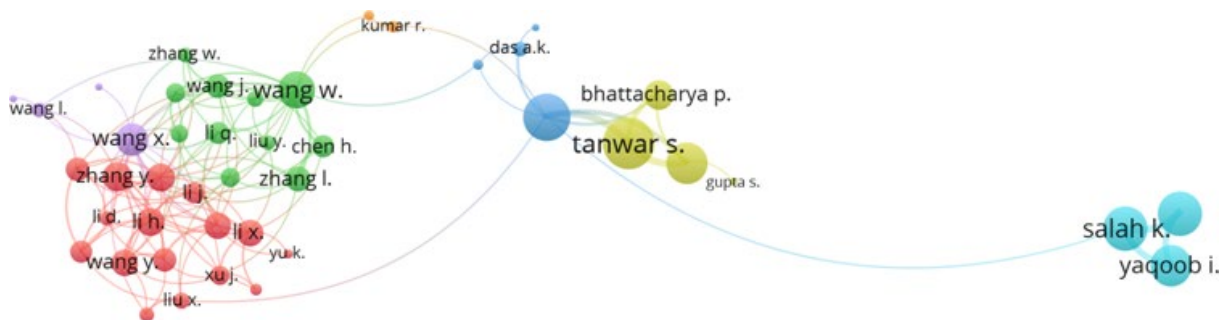 kumar r.
zhang w.
das a.k.
wang l.
wang j.
wang w.
bhattacharya p.
wang x.
li q.
liu y.
chen h.
tanwar s.
zhang y.
zhang l.
gupta s.
li j.
li d.
li h.
li x.
salah k.
yu k.
wang y.
xu j.
yaqoob i.
liu x.